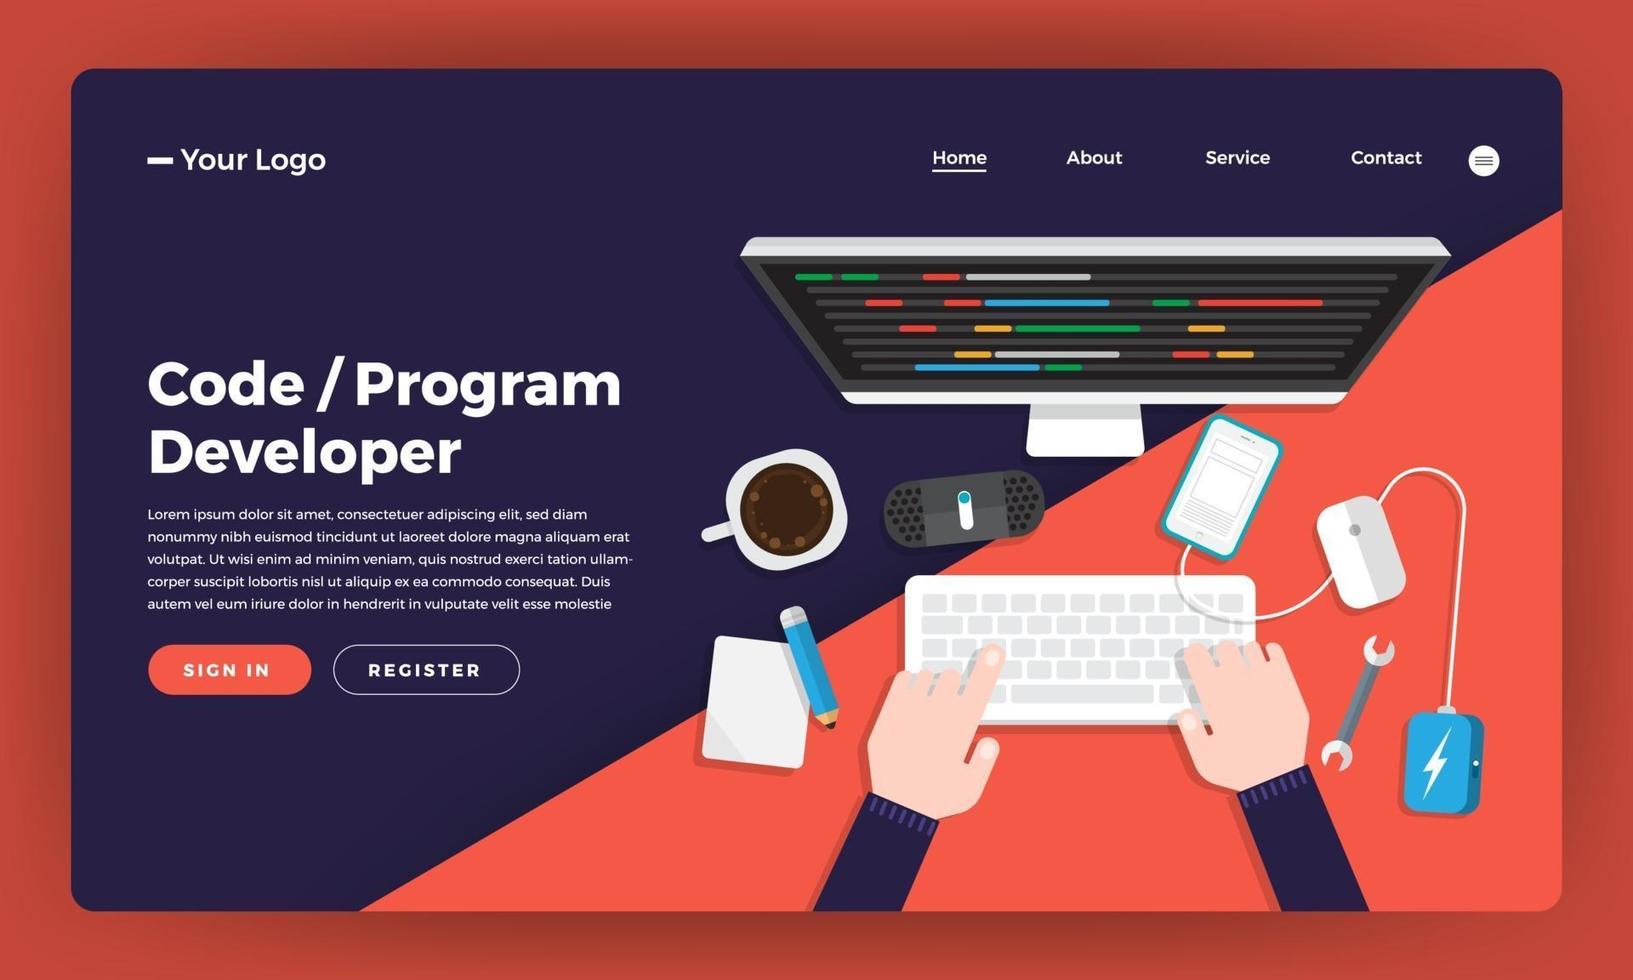 Your Logo
Home About Service Contact
Code / Program
Developer
Lorem ipsum dolor sit amet, consectetuer adipiscing elit, sed diam
nonummy nibh euismod tincidunt ut laoreet dolore magna aliquam erat
volutpat. Ut wisi enim ad minim veniam, quis nostrud exerci tation ullam-
corper suscipit lobortis nisl ut aliquip ex ea commodo consequat. Duis
autem vel eum iriure dolor in hendrerit in vulputate velit esse molestie
SIGN IN REGISTER